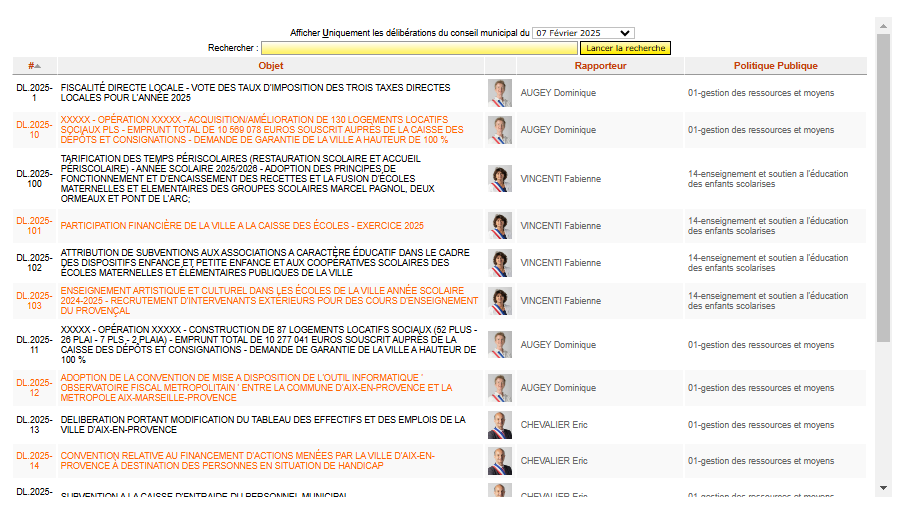 Afficher Uniquement les délibérations du conseil municipal du 07 Février 2025
Rechercher : Lancer la recherche
# Objet Rapporteur Politique Publique
DL.2025-1 FISCALITÉ DIRECTE LOCALE - VOTE DES TAUX D'IMPOSITION DES TROIS TAXES DIRECTES
LOCALES POUR L'ANNÉE 2025
AUGEY Dominique 01-gestion des ressources et moyens
DL.2025-10 XXXXX - OPÉRATION XXXXX - ACQUISITION/AMÉLIORATION DE 130 LOGEMENTS LOCATIFS
SOCIAUX PLS - EMPRUNT TOTAL DE 10 569 078 EUROS SOUSCRIT AUPRÈS DE LA CAISSE DES
DÉPÔTS ET CONSIGNATIONS - DEMANDE DE GARANTIE DE LA VILLE A HAUTEUR DE 100 %
AUGEY Dominique 01-gestion des ressources et moyens
DL.2025-100 TARIFICATION DES TEMPS PÉRISCOLAIRES (RESTAURATION SCOLAIRE ET ACCUEIL
PÉRISCOLAIRE) - ANNÉE SCOLAIRE 2025/2026 - ADOPTION DES PRINCIPES DE
FONCTIONNEMENT ET D'ENCAISSEMENT DES RECETTES ET LA FUSION D'ÉCOLES
MATERNELLES ET ELEMENTAIRES DES GROUPES SCOLAIRES MARCEL PAGNOL, DEUX
ORMEAUX ET PONT DE L'ARC;
VINCENTI Fabienne 14-enseignement et soutien a l'éducation
des enfants scolarises
DL.2025-101 PARTICIPATION FINANCIÈRE DE LA VILLE A LA CAISSE DES ÉCOLES - EXERCICE 2025
VINCENTI Fabienne 14-enseignement et soutien a l'éducation
des enfants scolarises
DL.2025-102 ATTRIBUTION DE SUBVENTIONS AUX ASSOCIATIONS A CARACTÈRE ÉDUCATIF DANS LE CADRE
DES DISPOSITIFS ENFANCE ET PETITE ENFANCE ET AUX COOPÉRATIVES SCOLAIRES DES
ÉCOLES MATERNELLES ET ÉLÉMENTAIRES PUBLIQUES DE LA VILLE
VINCENTI Fabienne 14-enseignement et soutien a l'éducation
des enfants scolarises
DL.2025-103 ENSEIGNEMENT ARTISTIQUE ET CULTUREL DANS LES ÉCOLES DE LA VILLE ANNÉE SCOLAIRE
2024-2025 - RECRUTEMENT D'INTERVENANTS EXTÉRIEURS POUR DES COURS D'ENSEIGNEMENT
DU PROVENÇAL
VINCENTI Fabienne 14-enseignement et soutien a l'éducation
des enfants scolarises
DL.2025-11 XXXXX - OPÉRATION XXXXX - CONSTRUCTION DE 87 LOGEMENTS LOCATIFS SOCIAUX (52 PLUS -
26 PLAI - 7 PLS - 2 PLAIA) - EMPRUNT TOTAL DE 10 277 041 EUROS SOUSCRIT AUPRÈS DE LA
CAISSE DES DÉPÔTS ET CONSIGNATIONS - DEMANDE DE GARANTIE DE LA VILLE A HAUTEUR DE
100 %
AUGEY Dominique 01-gestion des ressources et moyens
DL.2025-12 ADOPTION DE LA CONVENTION DE MISE A DISPOSITION DE L'OUTIL INFORMATIQUE '
OBSERVATOIRE FISCAL METROPOLITAIN ' ENTRE LA COMMUNE D'AIX-EN-PROVENCE ET LA
METROPOLE AIX-MARSEILLE-PROVENCE
AUGEY Dominique 01-gestion des ressources et moyens
DL.2025-13 DELIBERATION PORTANT MODIFICATION DU TABLEAU DES EFFECTIFS ET DES EMPLOIS DE LA
VILLE D'AIX-EN-PROVENCE
CHEVALIER Eric 01-gestion des ressources et moyens
DL.2025-14 CONVENTION RELATIVE AU FINANCEMENT D'ACTIONS MENÉES PAR LA VILLE D'AIX-EN-
PROVENCE À DESTINATION DES PERSONNES EN SITUATION DE HANDICAP
CHEVALIER Eric 01-gestion des ressources et moyens
DL.2025- SUBVENTION A LA CAISSE D'ENTRAIDE DU PERSONNEL MUNICIPAL
CHEVALIER Eric 01-gestion des ressources et moyens